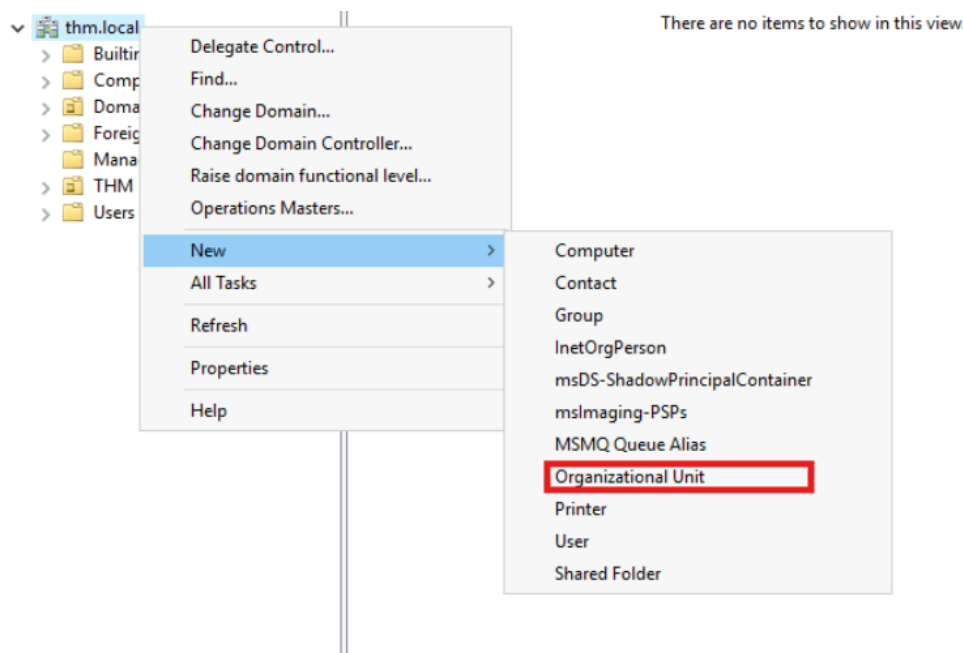 There are no items to show in this view.
thm.local
Builtin
Comp
Doma
Foreig
Mana
THM
Users
Delegate Control...
Find...
Change Domain...
Change Domain Controller...
Raise domain functional level...
Operations Masters...
New
All Tasks
Refresh
Properties
Help
Computer
Contact
Group
InetOrgPerson
msDS-ShadowPrincipalContainer
msImaging-PSPs
MSMQ Queue Alias
Organizational Unit
Printer
User
Shared Folder